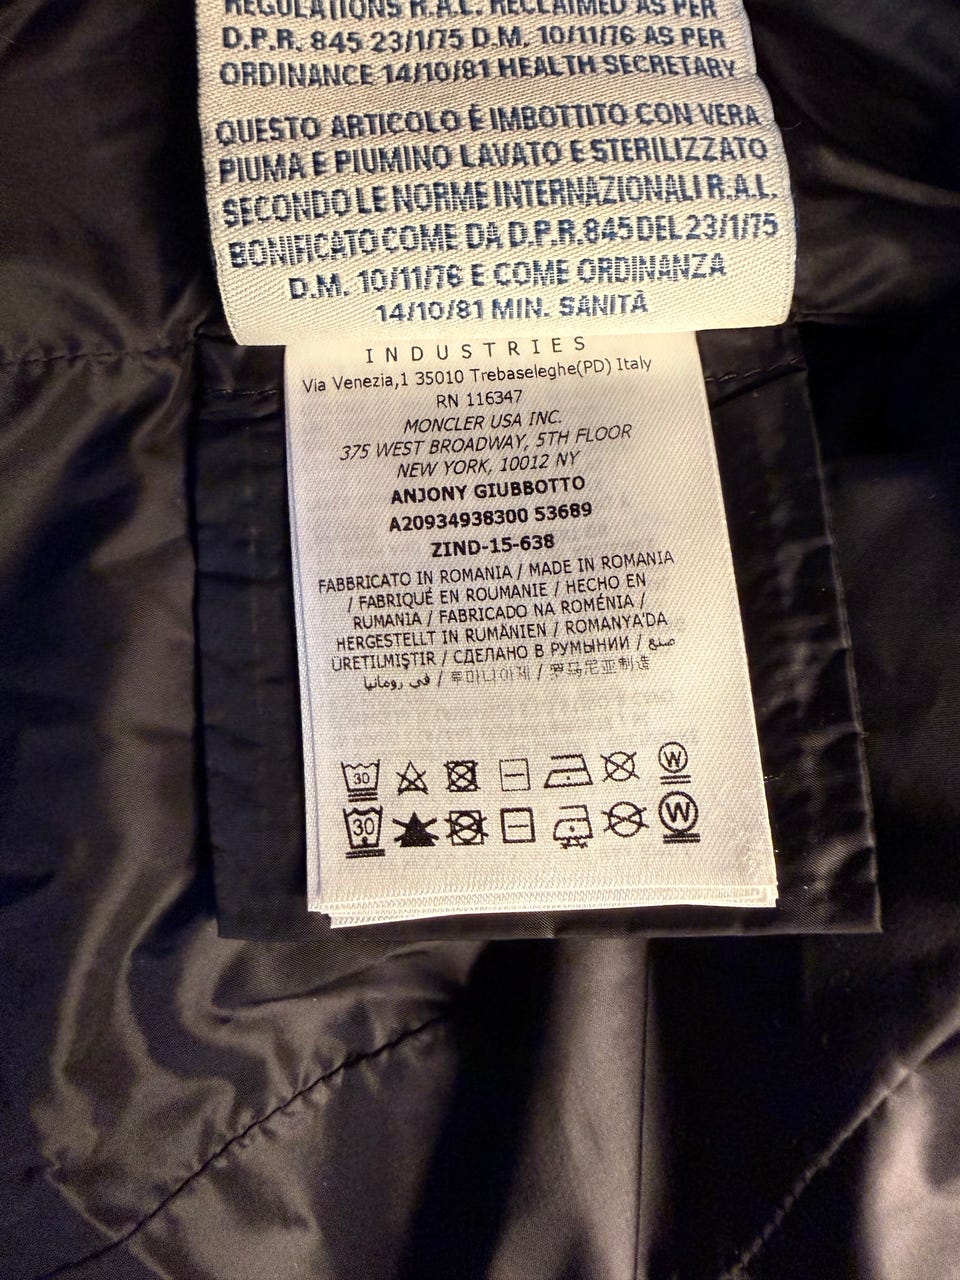 REGULATIONS R.A.L. RECLAIMED AS PER
D.P.R. 845 23/1/75 D.M. 10/11/76 AS PER
ORDINANCE 14/10/81 HEALTH SECRETARY
QUESTO ARTICOLO È IMBOTTITO CON VERA
PIUMA E PIUMINO LAVATO E STERILIZZATO
SECONDO LE NORME INTERNAZIONALI R.A.L.
BONIFICATO COME DA D.P.R. 845 DEL 23/1/75
D.M. 10/11/76 E COME ORDINANZA
14/10/81 MIN. SANITÀ
INDUSTRIES
Via Venezia,1 35010 Trebaseleghe(PD) Italy
RN 116347
MONCLER USA INC.
375 WEST BROADWAY, 5TH FLOOR
NEW YORK, 10012 NY
ANJONY GIUBBOTTO
A20934938300 53689
ZIND-15-638
FABBRICATO IN ROMANIA / MADE IN ROMANIA
/ FABRIQUÉ EN ROUMANIE / HECHO EN
RUMANIA / FABRICADO NA ROMÉNIA /
HERGESTELLT IN RUMÄNIEN / ROMANYA'DA
ÜRETILMIŞTIR / СДЕЛАНО В РУМЫНИИ / صنع
في رومانيا / 루마니아제 / 罗马尼亚制造
30 W
30 W